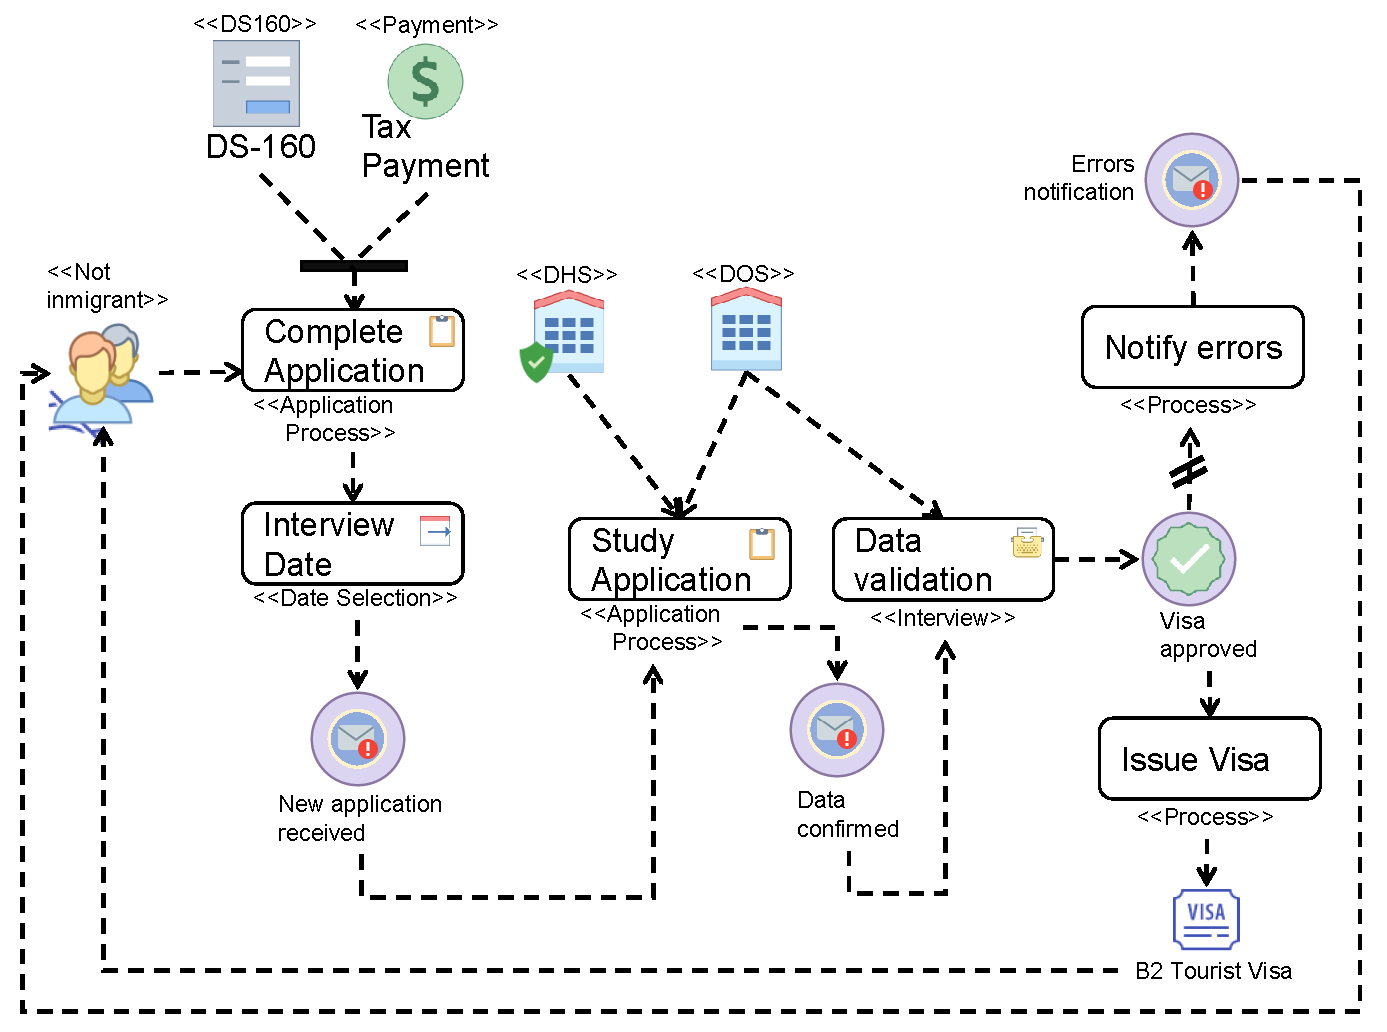 <<DS160>>
<<Payment>>
DS-160
Tax
Payment
Errors
notification
<<Not
inmigrant>>
<<DHS>>
<<DOS>>
Complete
Application
<<Application
Process>>
Notify errors
<<Process>>
Interview
Date
<<Date Selection>>
Study
Application
<<Application
Process>>
Data
validation
<<Interview>>
Visa
approved
New application
received
Data
confirmed
Issue Visa
<<Process>>
VISA
B2 Tourist Visa